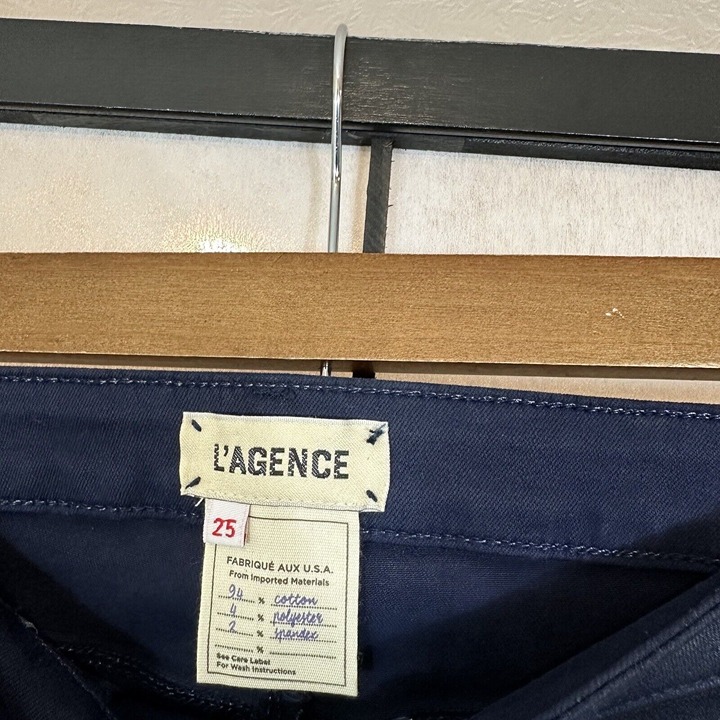 L'AGENCE
25
FABRIQUÉ AUX U.S.A.
From Imported Materials
94 % cotton
4 % polyester
2 % spandex
%
See Care Label
For Wash Instructions